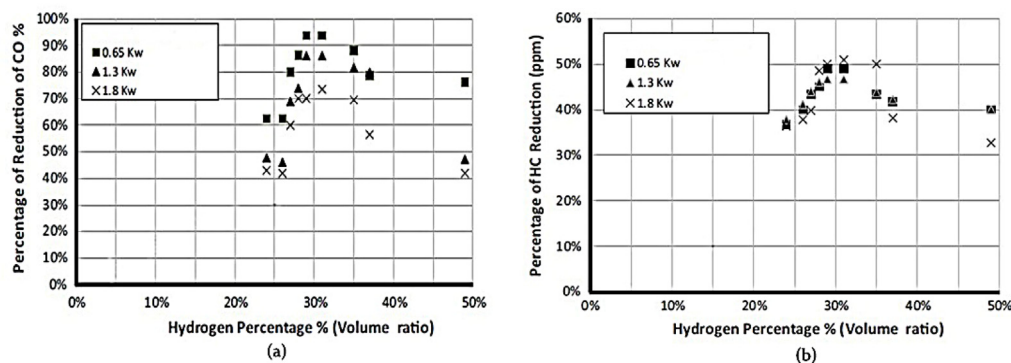 Percentage of Reduction of CO %
100%
90%
80%
70%
60%
50%
40%
30%
20%
10%
0%
0.65 Kw
1.3 Kw
1.8 Kw
0% 10% 20% 30% 40% 50%
Hydrogen Percentage % (Volume ratio)
(a)
Percentage of HC Reduction (ppm)
60%
50%
40%
30%
20%
10%
0%
0.65 Kw
1.3 Kw
1.8 Kw
0% 10% 20% 30% 40% 50%
Hydrogen Percentage % (Volume ratio)
(b)